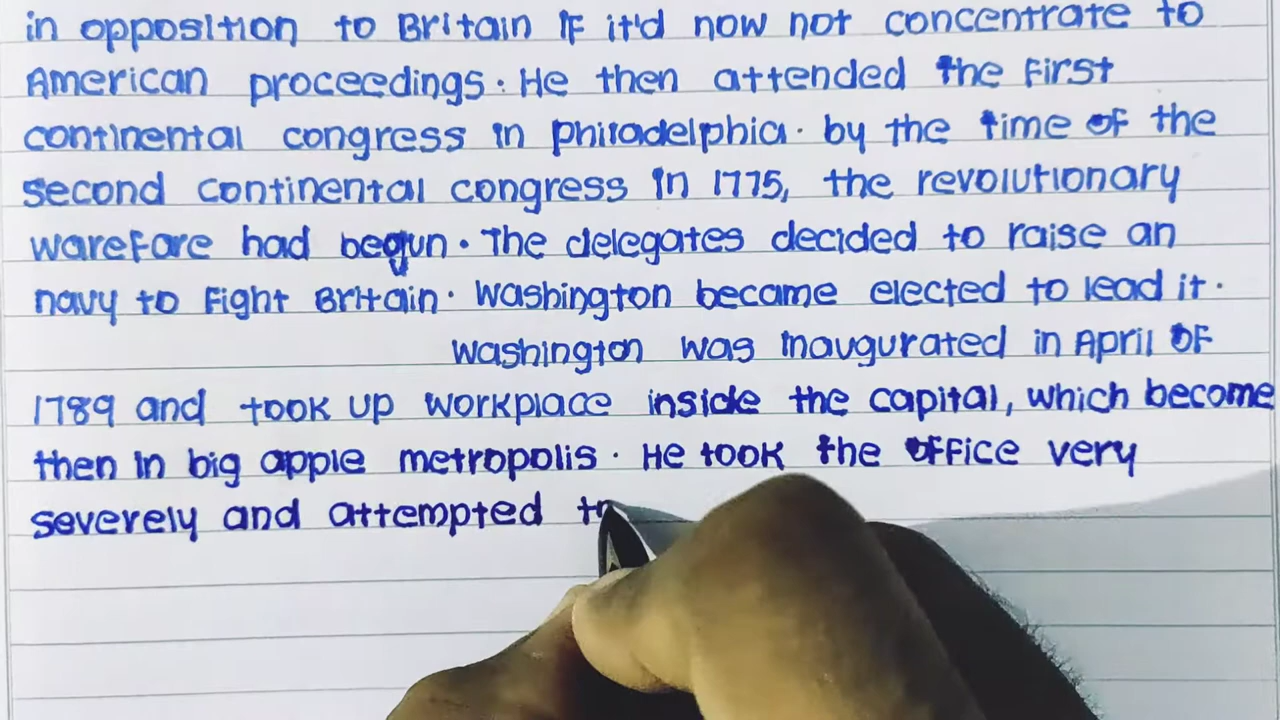 in opposition to Britain if it'd now not concentrate to
American proceedings. He then attended the first
continental congress in philadelphia. by the time of the
second continental congress in 1775, the revolutionary
warefare had begun. The delegates decided to raise an
navy to fight Britain. Washington became elected to lead it.
Washington was inaugurated in April of
1789 and took up workplace inside the capital, which become
then in big apple metropolis. He took the office very
severely and attempted